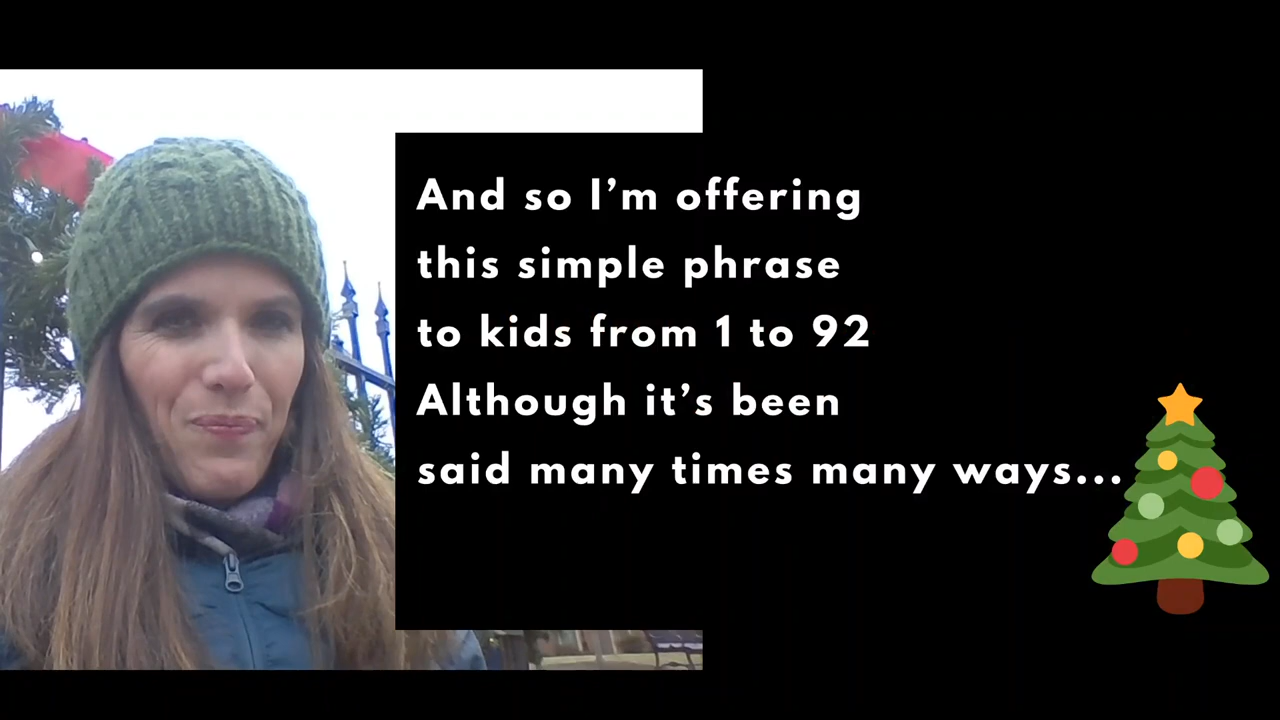 And so I’m offering
this simple phrase
to kids from 1 to 92
Although it’s been
said many times many ways...